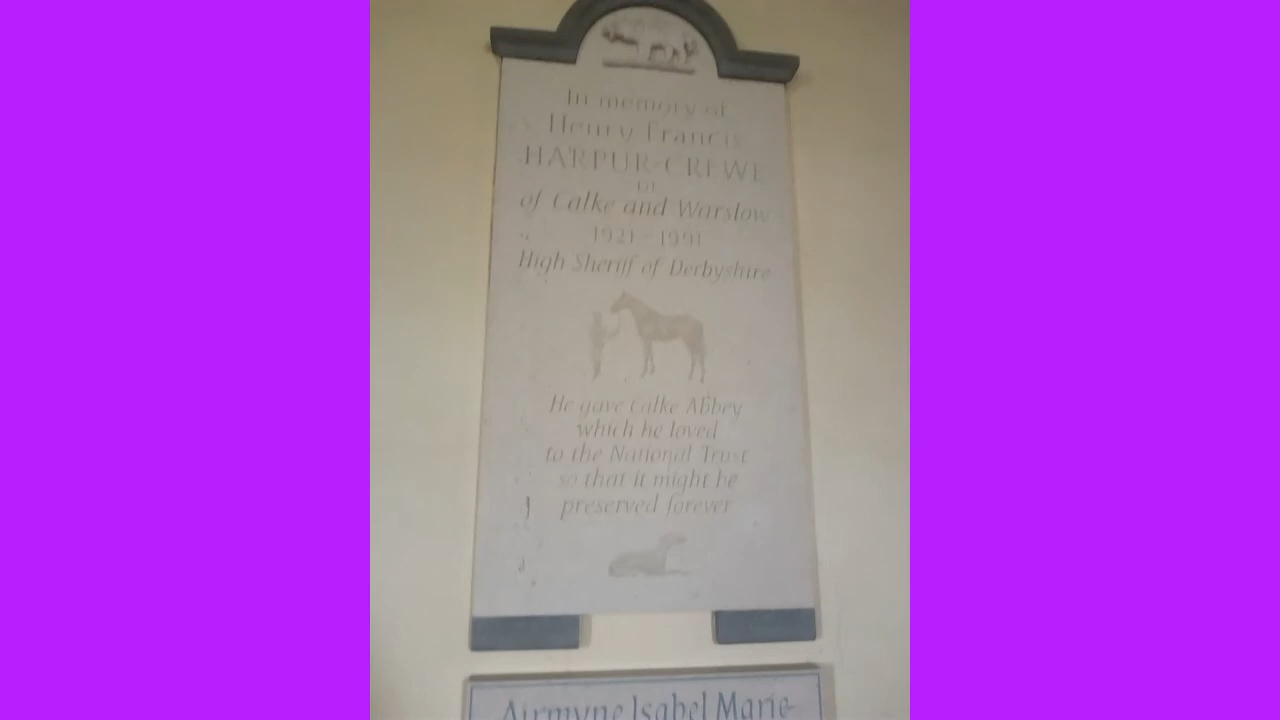 In memory of
Henry Francis
HARPUR-CREWE
DL
of Calke and Warslow
1921 - 1991
High Sheriff of Derbyshire
He gave Calke Abbey
which he loved
to the National Trust
so that it might be
preserved forever
Airmyne Isabel Marie